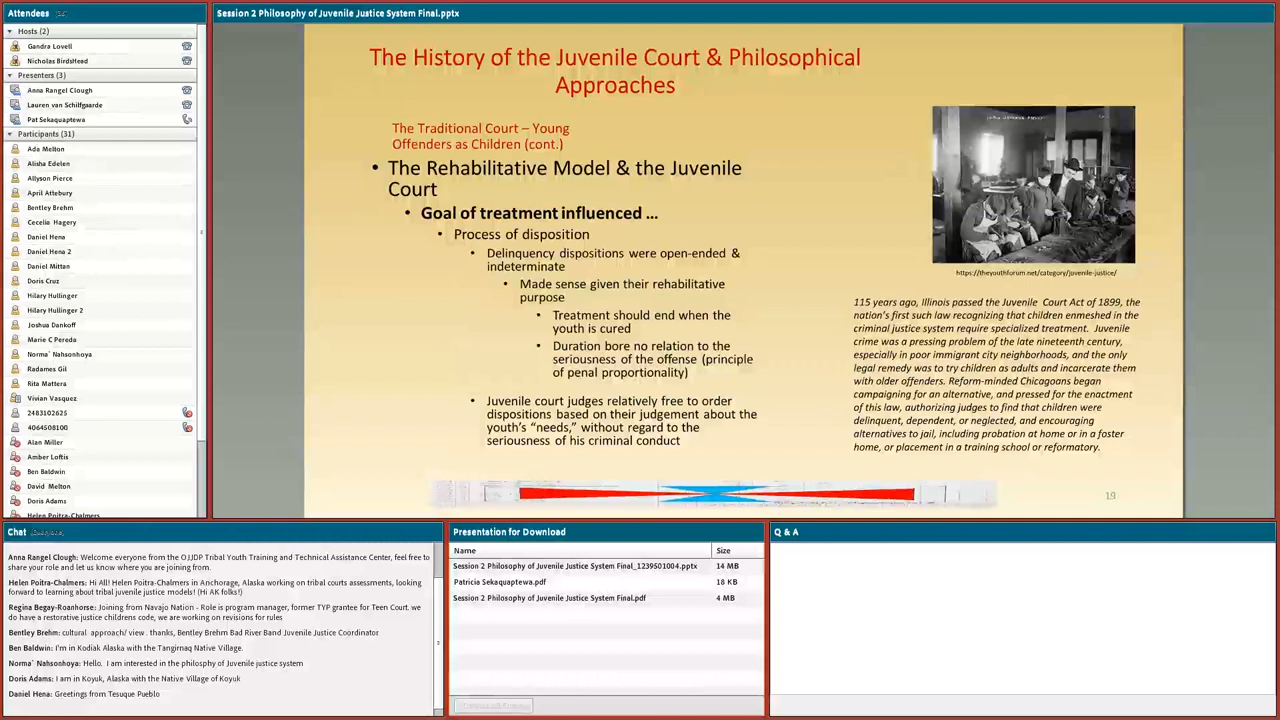 Attendees
Session 2 Philosophy of Juvenile Justice System Final.pptx
Hosts (2)
Gandra Lovell
Nicholas BirdsHead
Presenters (3)
Anna Rangel Clough
Lauren van Schilfgaarde
Pat Sekaquaptewa
Participants (31)
Ada Melton
Alisha Edelen
Allyson Pierce
April Attebury
Bentley Brehm
Cecelia Hagery
Daniel Hena
Daniel Hena 2
Daniel Mittan
Doris Cruz
Hilary Hullinger
Hilary Hullinger 2
Joshua Dankoff
Marie C Pereda
Norma` Nahsonhoya
Radames Gil
Rita Mattera
Vivian Vasquez
2483102625
4064508100
Alan Miller
Amber Loftis
Ben Baldwin
David Melton
Doris Adams
Helen Poitra-Chalmers
The History of the Juvenile Court & Philosophical
Approaches
The Traditional Court – Young
Offenders as Children (cont.)
• The Rehabilitative Model & the Juvenile
Court
• Goal of treatment influenced …
• Process of disposition
• Delinquency dispositions were open-ended &
indeterminate
• Made sense given their rehabilitative
purpose
• Treatment should end when the
youth is cured
• Duration bore no relation to the
seriousness of the offense (principle
of penal proportionality)
• Juvenile court judges relatively free to order
dispositions based on their judgement about the
youth's "needs," without regard to the
seriousness of his criminal conduct
https://theyouthforum.net/category/juvenile-justice/
115 years ago, Illinois passed the Juvenile Court Act of 1899, the
nation's first such law recognizing that children enmeshed in the
criminal justice system require specialized treatment. Juvenile
crime was a pressing problem of the late nineteenth century,
especially in poor immigrant city neighborhoods, and the only
legal remedy was to try children as adults and incarcerate them
with older offenders. Reform-minded Chicagoans began
campaigning for an alternative, and pressed for the enactment
of this law, authorizing judges to find that children were
delinquent, dependent, or neglected, and encouraging
alternatives to jail, including probation at home or in a foster
home, or placement in a training school or reformatory.
19
Chat (Everyone)
Anna Rangel Clough: Welcome everyone from the OJJDP Tribal Youth Training and Technical Assistance Center, feel free to
share your role and let us know where you are joining from.
Helen Poitra-Chalmers: Hi All! Helen Poitra-Chalmers in Anchorage, Alaska working on tribal courts assessments, looking
forward to learning about tribal juvenile justice models! (Hi AK folks!)
Regina Begay-Roanhorse: Joining from Navajo Nation - Role is program manager, former TYP grantee for Teen Court. we
do have a restorative justice childrens code, we are working on revisions for rules
Bentley Brehm: cultural approach/ view . thanks, Bentley Brehm Bad River Band Juvenile Justice Coordinator
Ben Baldwin: I'm in Kodiak Alaska with the Tangirnaq Native Village.
Norma` Nahsonhoya: Hello. I am interested in the philosphy of Juvenile justice system
Doris Adams: I am in Koyuk, Alaska with the Native Village of Koyuk
Daniel Hena: Greetings from Tesuque Pueblo
Presentation for Download
Name Size
Session 2 Philosophy of Juvenile Justice System Final_1239501004.pptx 14 MB
Patricia Sekaquaptewa.pdf 18 KB
Session 2 Philosophy of Juvenile Justice System Final.pdf 4 MB
Q & A